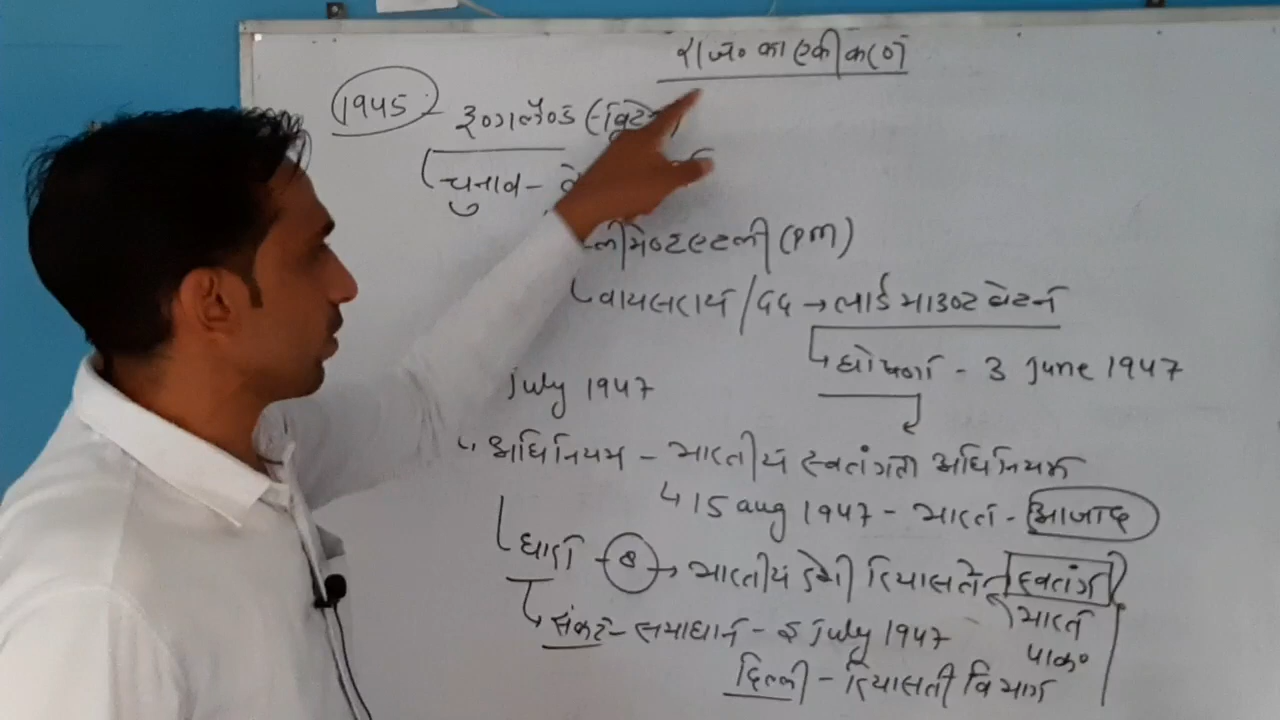 राज० का एकीकरण
1945 - इंग्लैण्ड (ब्रिटे
चुनाव -
लीमेण्ट एटली (PM)
वायसराय / GG → लार्ड माउण्ट बेटन
घोषणा - 3 June 1947
July 1947
अधिनियम - भारतीय स्वतंत्रता अधिनियम
15 aug 1947 - भारत - आजाद
धारा - 8 → भारतीय देशी रियासते स्वतंत्र
संकट - समाधान - 5 July 1947 भारत
पाक०
दिल्ली - रियासती विभाग